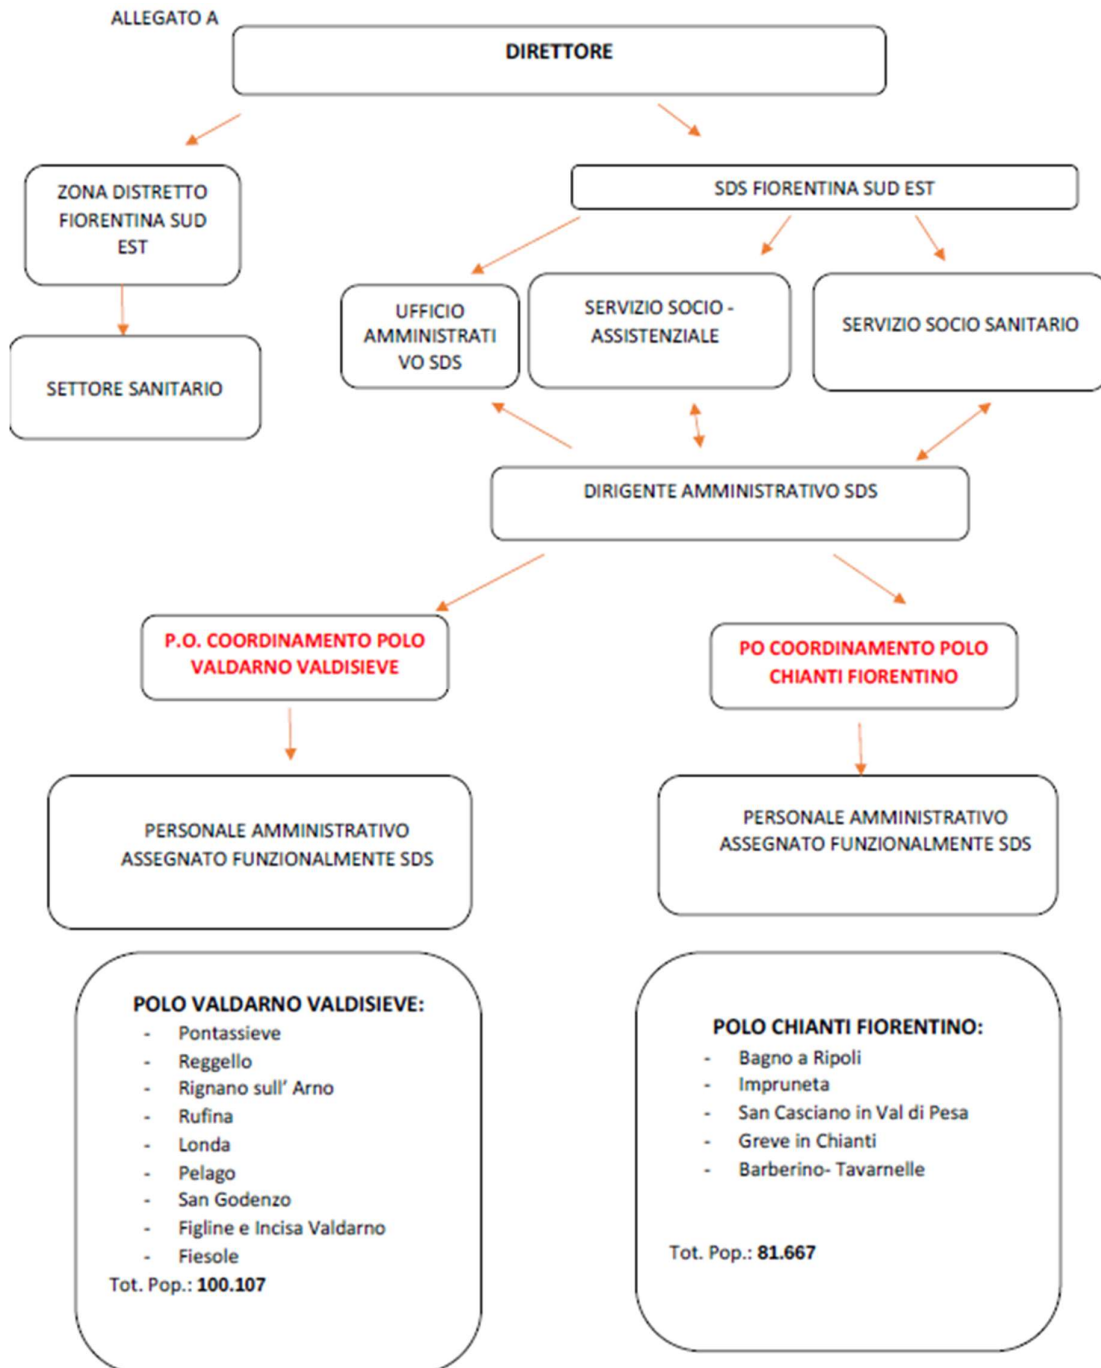 ALLEGATO A
DIRETTORE
ZONA DISTRETTO
FIORENTINA SUD
EST
SDS FIORENTINA SUD EST
SETTORE SANITARIO
UFFICIO
AMMINISTRATI
VO SDS
SERVIZIO SOCIO -
ASSISTENZIALE
SERVIZIO SOCIO SANITARIO
DIRIGENTE AMMINISTRATIVO SDS
P.O. COORDINAMENTO POLO
VALDARNO VALDISIEVE
PO COORDINAMENTO POLO
CHIANTI FIORENTINO
PERSONALE AMMINISTRATIVO
ASSEGNATO FUNZIONALMENTE SDS
PERSONALE AMMINISTRATIVO
ASSEGNATO FUNZIONALMENTE SDS
POLO VALDARNO VALDISIEVE:
- Pontassieve
- Reggello
- Rignano sull' Arno
- Rufina
- Londa
- Pelago
- San Godenzo
- Figline e Incisa Valdarno
- Fiesole
Tot. Pop.: 100.107
POLO CHIANTI FIORENTINO:
- Bagno a Ripoli
- Impruneta
- San Casciano in Val di Pesa
- Greve in Chianti
- Barberino- Tavarnelle
Tot. Pop.: 81.667